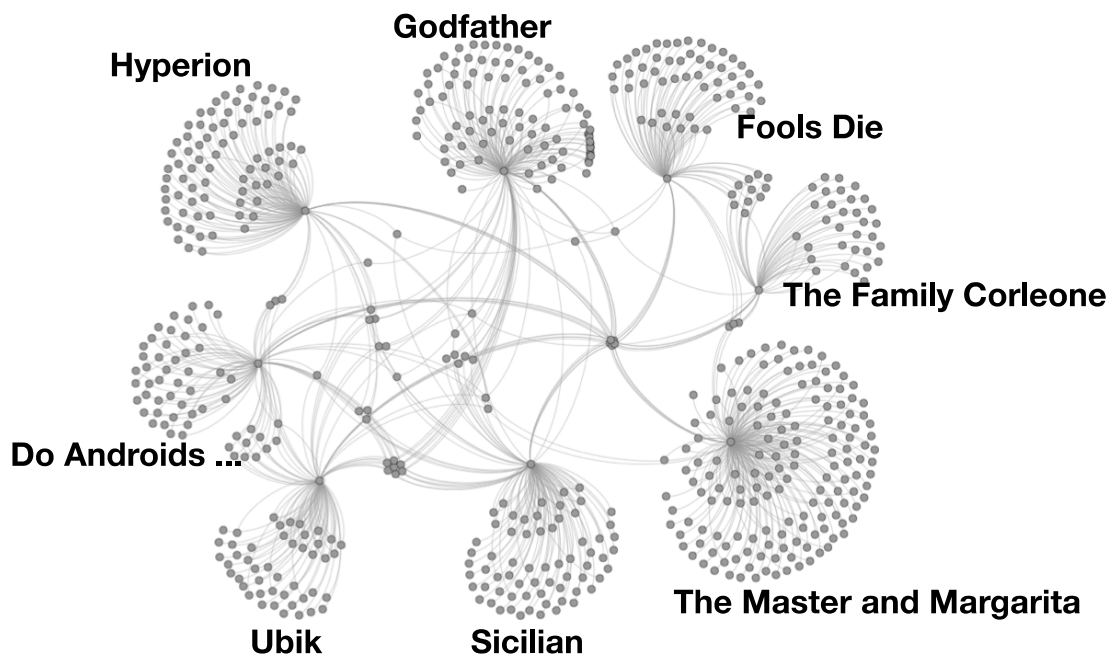 Godfather
Hyperion
Fools Die
The Family Corleone
Do Androids ...
The Master and Margarita
Ubik
Sicilian